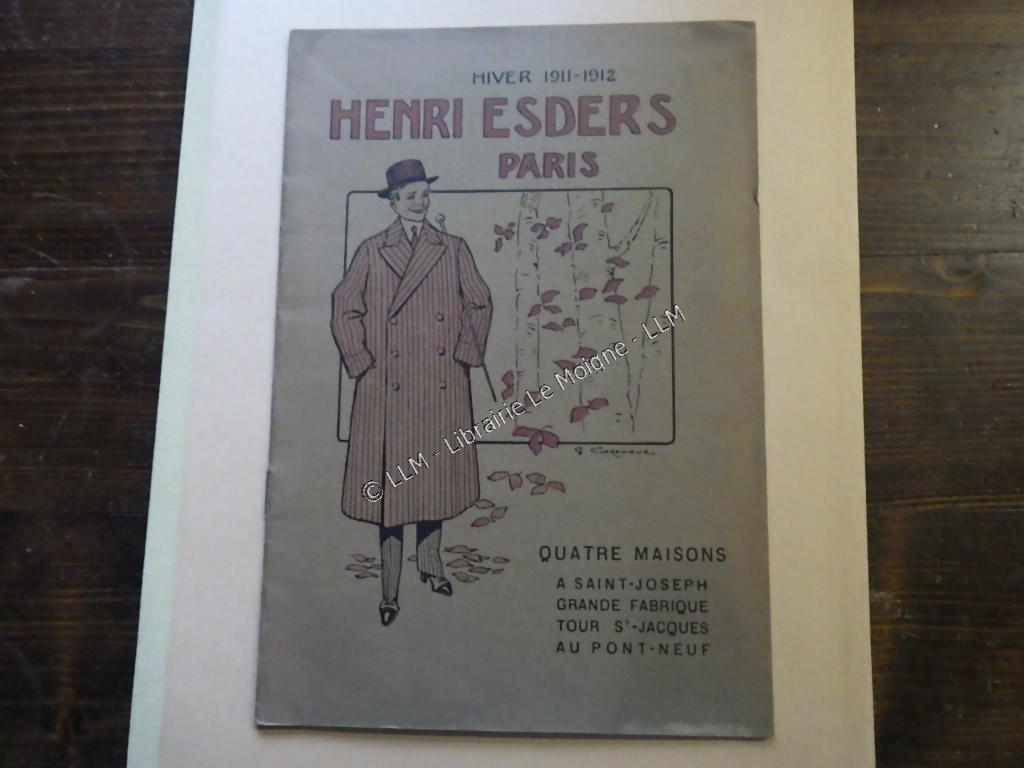 HIVER 1911-1912
HENRI ESDERS
PARIS
© LLM - Librairie Le Moigne - LLM
QUATRE MAISONS
A SAINT-JOSEPH
GRANDE FABRIQUE
TOUR ST-JACQUES
AU PONT-NEUF